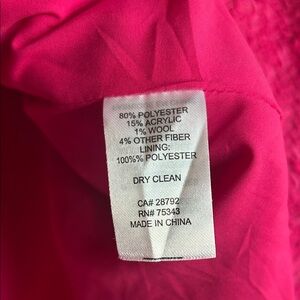 80% POLYESTER
15% ACRYLIC
1% WOOL
4% OTHER FIBER
LINING:
100%% POLYESTER
DRY CLEAN
CA# 28792
RN# 75343
MADE IN CHINA